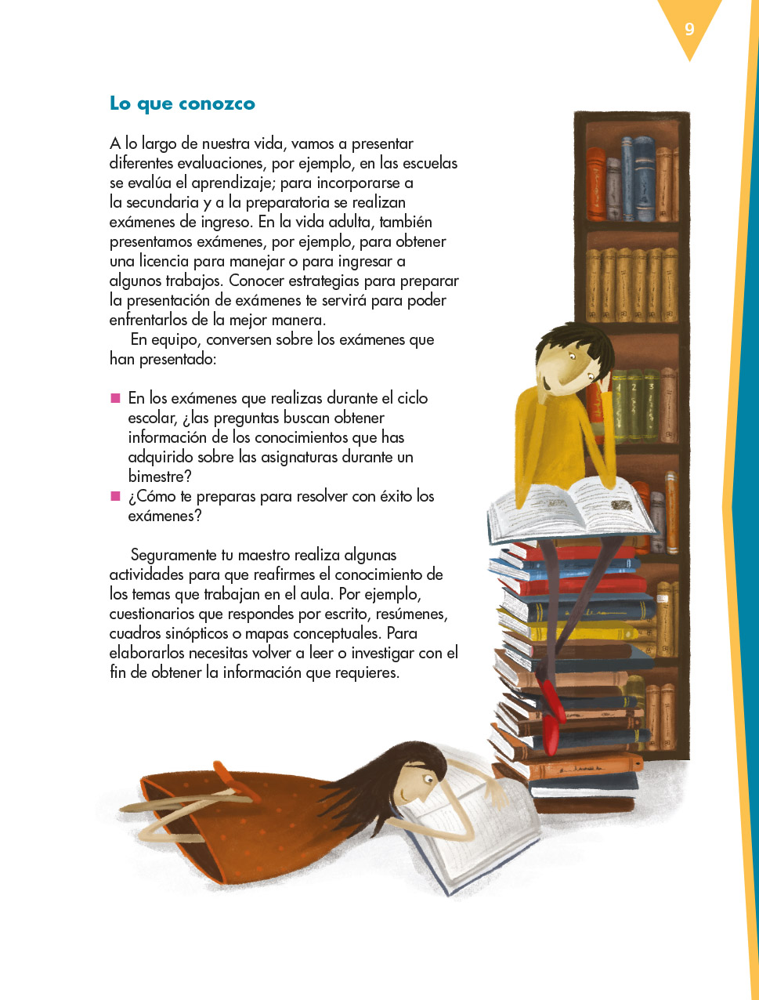 9
Lo que conozco
A lo largo de nuestra vida, vamos a presentar
diferentes evaluaciones, por ejemplo, en las escuelas
se evalúa el aprendizaje; para incorporarse a
la secundaria y a la preparatoria se realizan
exámenes de ingreso. En la vida adulta, también
presentamos exámenes, por ejemplo, para obtener
una licencia para manejar o para ingresar a
algunos trabajos. Conocer estrategias para preparar
la presentación de exámenes te servirá para poder
enfrentarlos de la mejor manera.
En equipo, conversen sobre los exámenes que
han presentado:
■ En los exámenes que realizas durante el ciclo
escolar, ¿las preguntas buscan obtener
información de los conocimientos que has
adquirido sobre las asignaturas durante un
bimestre?
■ ¿Cómo te preparas para resolver con éxito los
exámenes?
Seguramente tu maestro realiza algunas
actividades para que reafirmes el conocimiento de
los temas que trabajan en el aula. Por ejemplo,
cuestionarios que respondes por escrito, resúmenes,
cuadros sinópticos o mapas conceptuales. Para
elaborarlos necesitas volver a leer o investigar con el
fin de obtener la información que requieres.
1 2 3